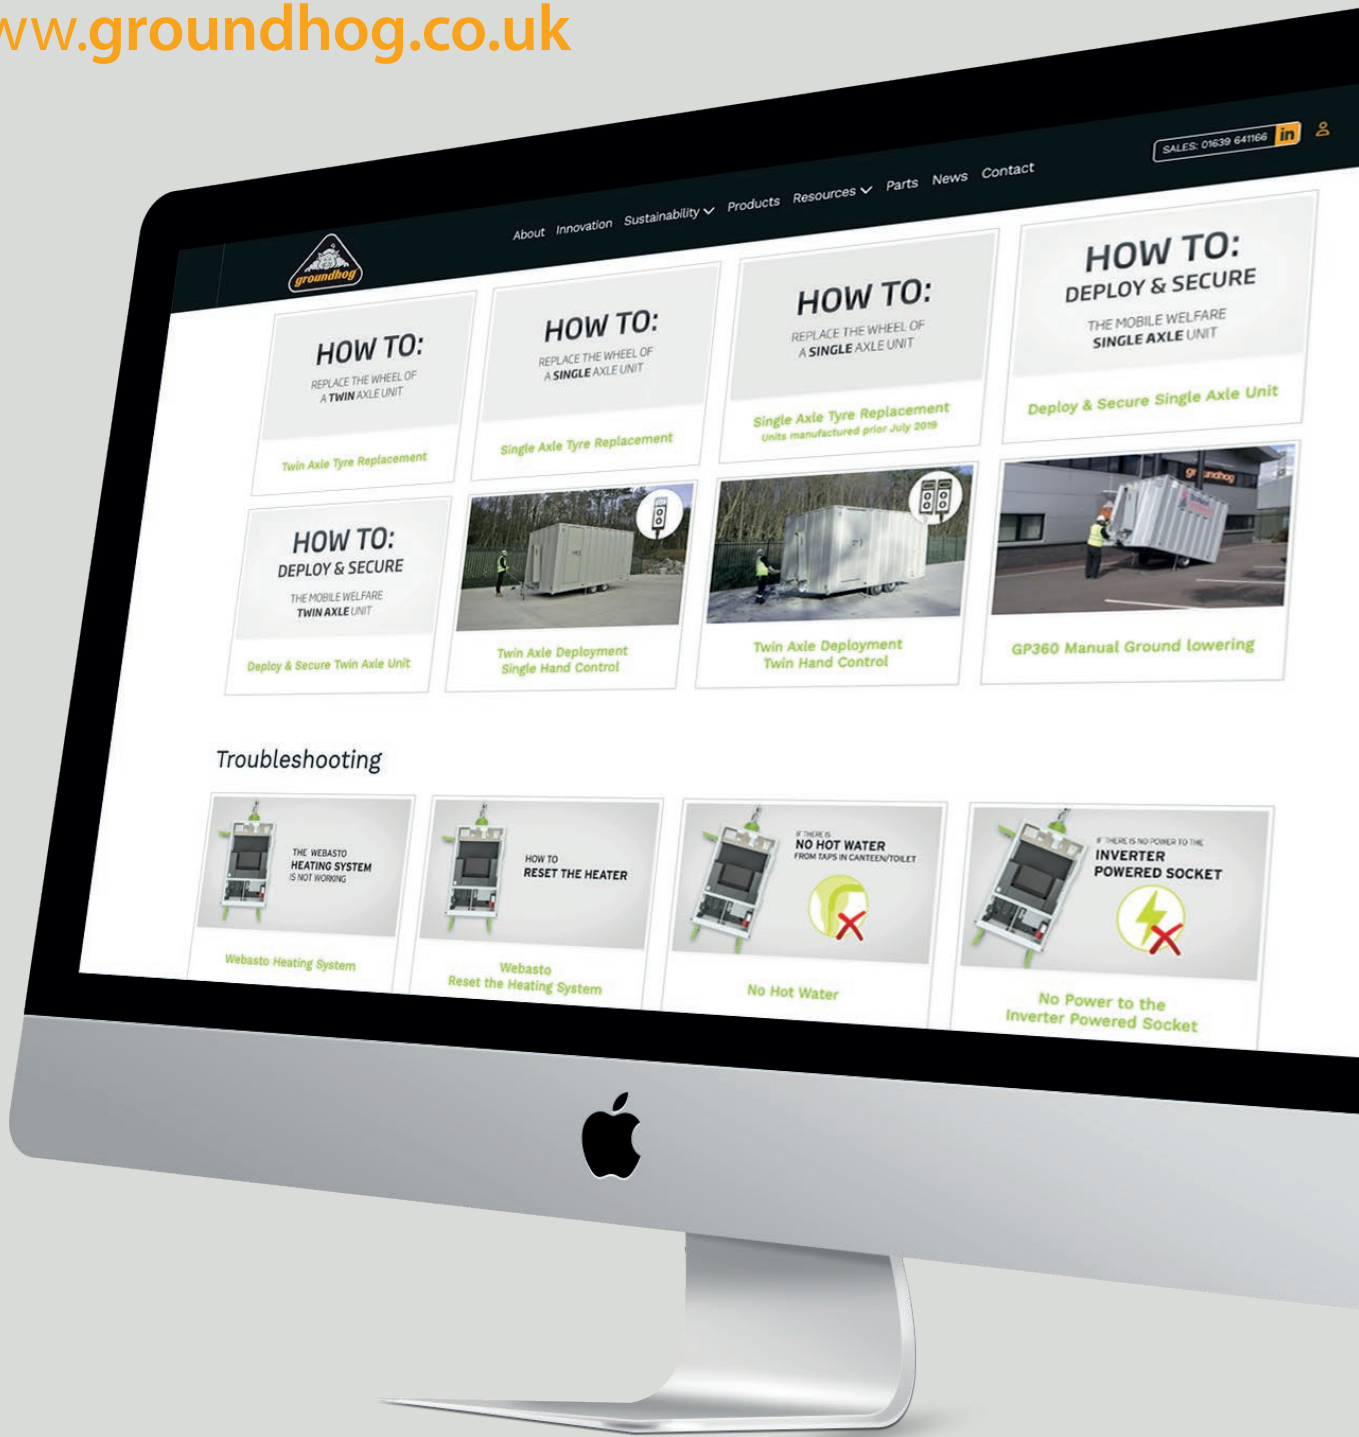 ww.groundhog.co.uk
SALES: 01639 641166 in
About Innovation Sustainability Products Resources Parts News Contact
groundhog
HOW TO:
REPLACE THE WHEEL OF
A TWIN AXLE UNIT
Twin Axle Tyre Replacement
HOW TO:
REPLACE THE WHEEL OF
A SINGLE AXLE UNIT
Single Axle Tyre Replacement
HOW TO:
REPLACE THE WHEEL OF
A SINGLE AXLE UNIT
Single Axle Tyre Replacement
Units manufactured prior July 2019
HOW TO:
DEPLOY & SECURE
THE MOBILE WELFARE
SINGLE AXLE UNIT
Deploy & Secure Single Axle Unit
HOW TO:
DEPLOY & SECURE
THE MOBILE WELFARE
TWIN AXLE UNIT
Deploy & Secure Twin Axle Unit
Twin Axle Deployment
Single Hand Control
Twin Axle Deployment
Twin Hand Control
GP360 Manual Ground lowering
Troubleshooting
THE WEBASTO
HEATING SYSTEM
IS NOT WORKING
Webasto Heating System
HOW TO
RESET THE HEATER
Webasto
Reset the Heating System
IF THERE IS
NO HOT WATER
FROM TAPS IN CANTEEN/TOILET
No Hot Water
IF THERE IS NO POWER TO THE
INVERTER
POWERED SOCKET
No Power to the
Inverter Powered Socket